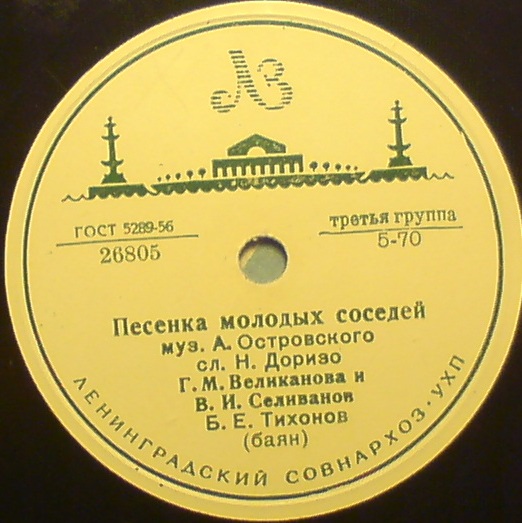 ЛЗ
ГОСТ 5289-56
26805
третья группа
5-70
Песенка молодых соседей
муз. А. Островского
сл. Н. Доризо
Г. М. Великанова и
В. И. Селиванов
Б. Е. Тихонов
(баян)
ЛЕНИНГРАДСКИЙ СОВНАРХОЗ·УХП